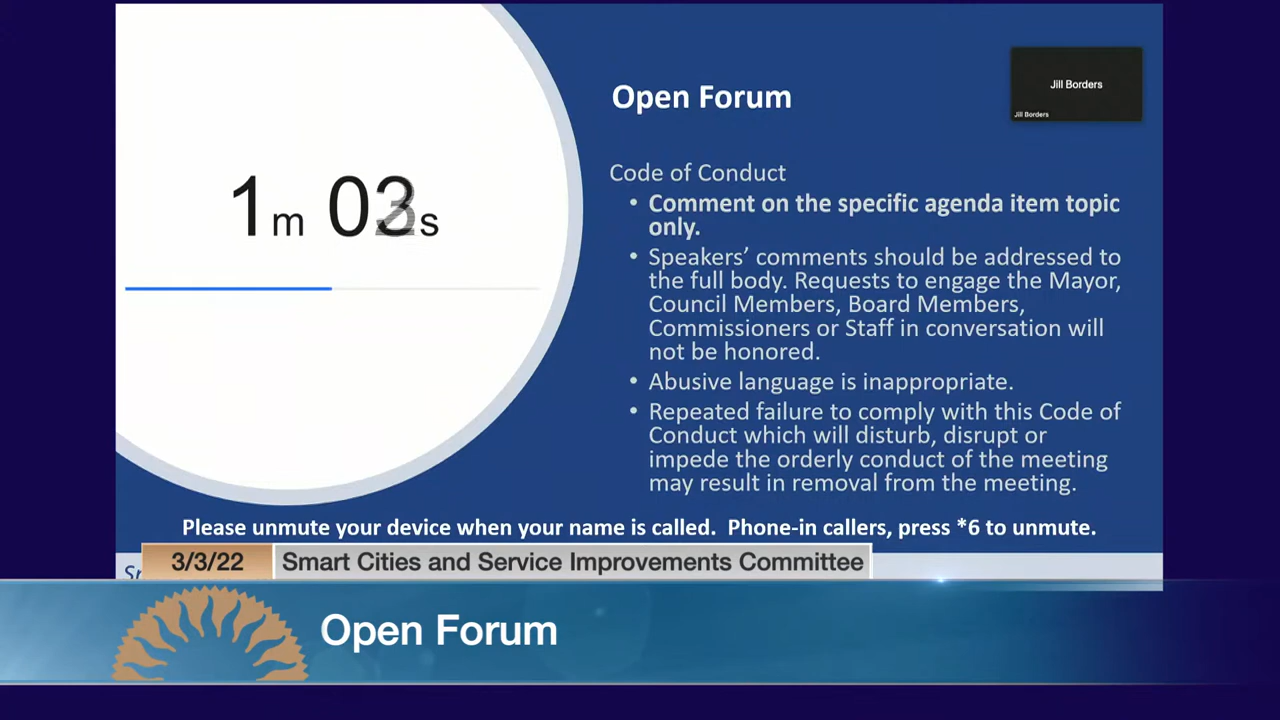 Open Forum
Jill Borders
Jill Borders
1m 03s
Code of Conduct
• Comment on the specific agenda item topic
only.
• Speakers’ comments should be addressed to
the full body. Requests to engage the Mayor,
Council Members, Board Members,
Commissioners or Staff in conversation will
not be honored.
• Abusive language is inappropriate.
• Repeated failure to comply with this Code of
Conduct which will disturb, disrupt or
impede the orderly conduct of the meeting
may result in removal from the meeting.
Please unmute your device when your name is called.  Phone-in callers, press *6 to unmute.
3/3/22 Smart Cities and Service Improvements Committee
Open Forum